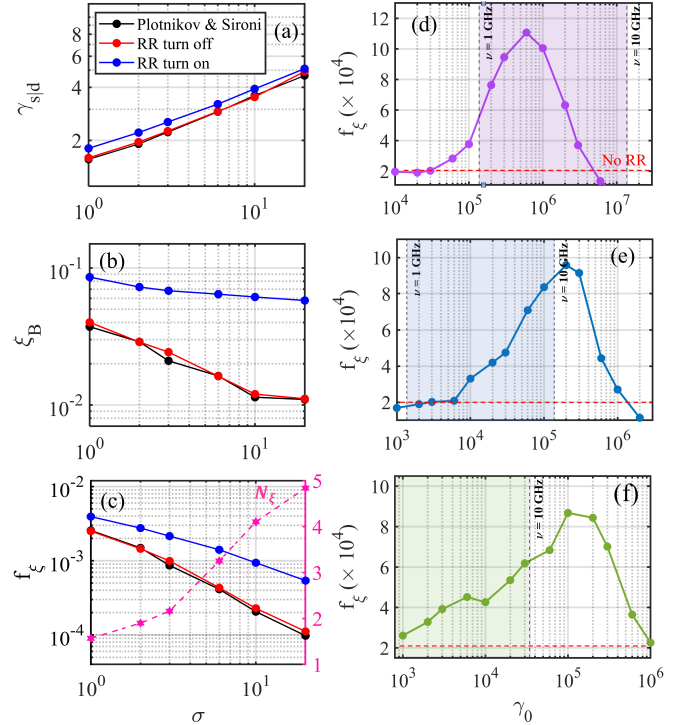 Plotnikov & Sironi
RR turn off
RR turn on
(a)
γs|d
6
4
2
10^0
10^1
(b)
ξB
10^-1
10^-2
10^0
10^1
(c)
Nξ
fξ
10^-2
10^-3
10^-4
5
4
3
2
1
10^0
10^1
σ
(d)
ν = 1 GHz
ν = 10 GHz
No RR
fξ (× 10^4)
12
10
8
6
4
2
10^4
10^5
10^6
10^7
(e)
ν = 1 GHz
ν = 10 GHz
fξ (×10^4)
10
8
6
4
2
10^3
10^4
10^5
10^6
(f)
ν = 10 GHz
fξ (× 10^4)
10
8
6
4
2
10^3
10^4
10^5
10^6
γ0